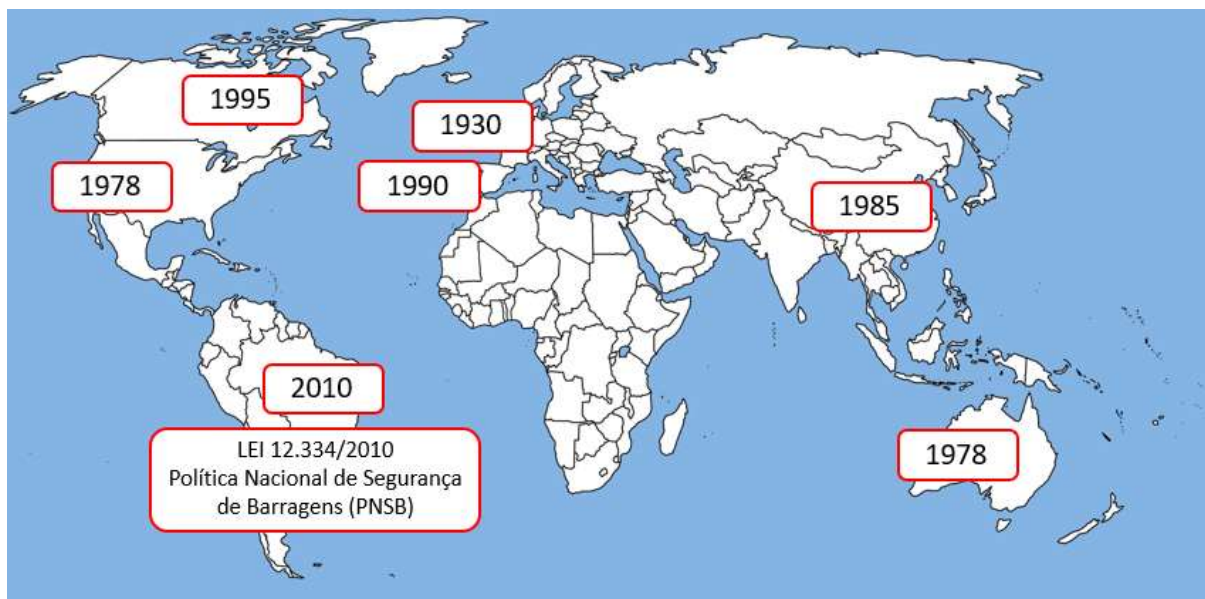 1995
1930
1978
1990
1985
2010
LEI 12.334/2010
Política Nacional de Segurança
de Barragens (PNSB)
1978